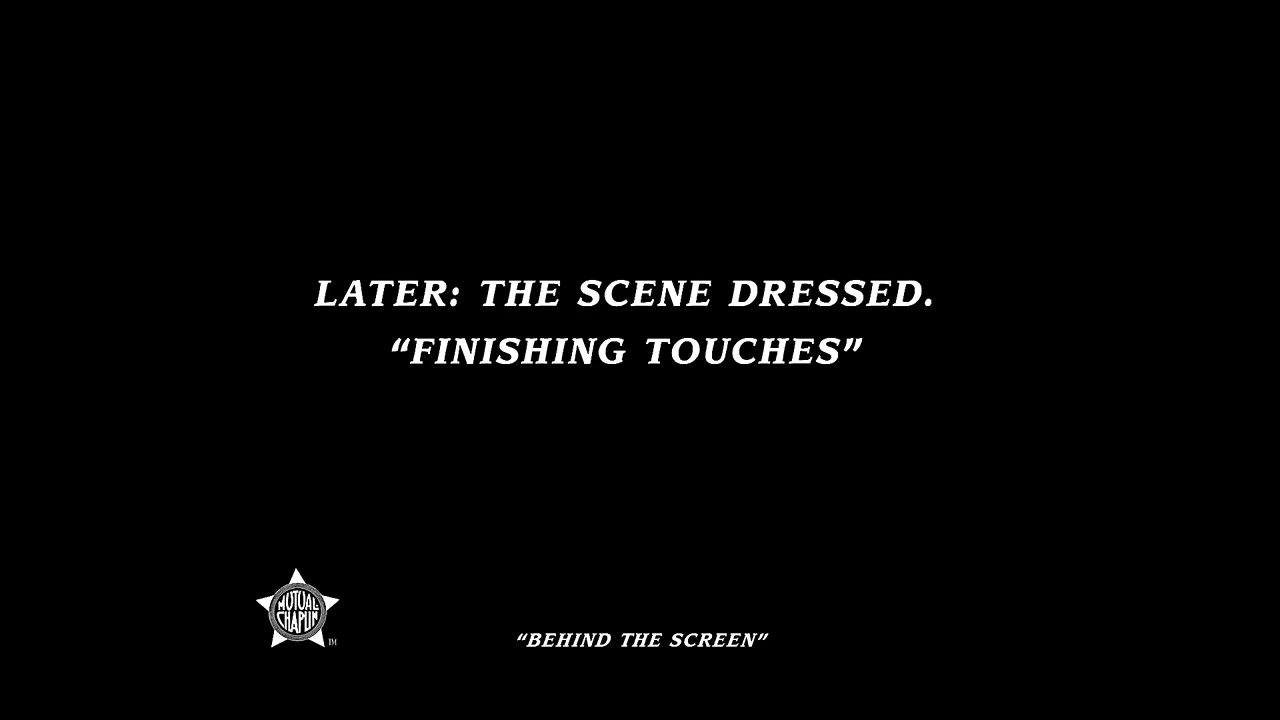 LATER: THE SCENE DRESSED.
“FINISHING TOUCHES”
MUTUAL
CHAPLIN
TM
“BEHIND THE SCREEN”